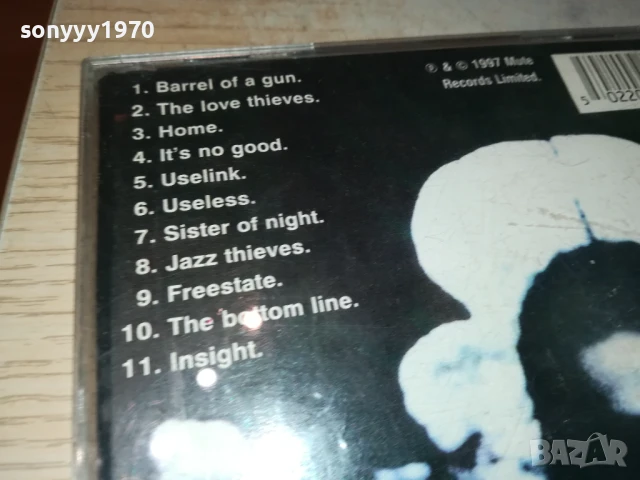 sonyyy1970
1. Barrel of a gun.
2. The love thieves.
3. Home.
4. It's no good.
5. Uselink.
6. Useless.
7. Sister of night.
8. Jazz thieves.
9. Freestate.
10. The bottom line.
11. Insight.
℗ & © 1997 Mute
Records Limited.
BAZAR